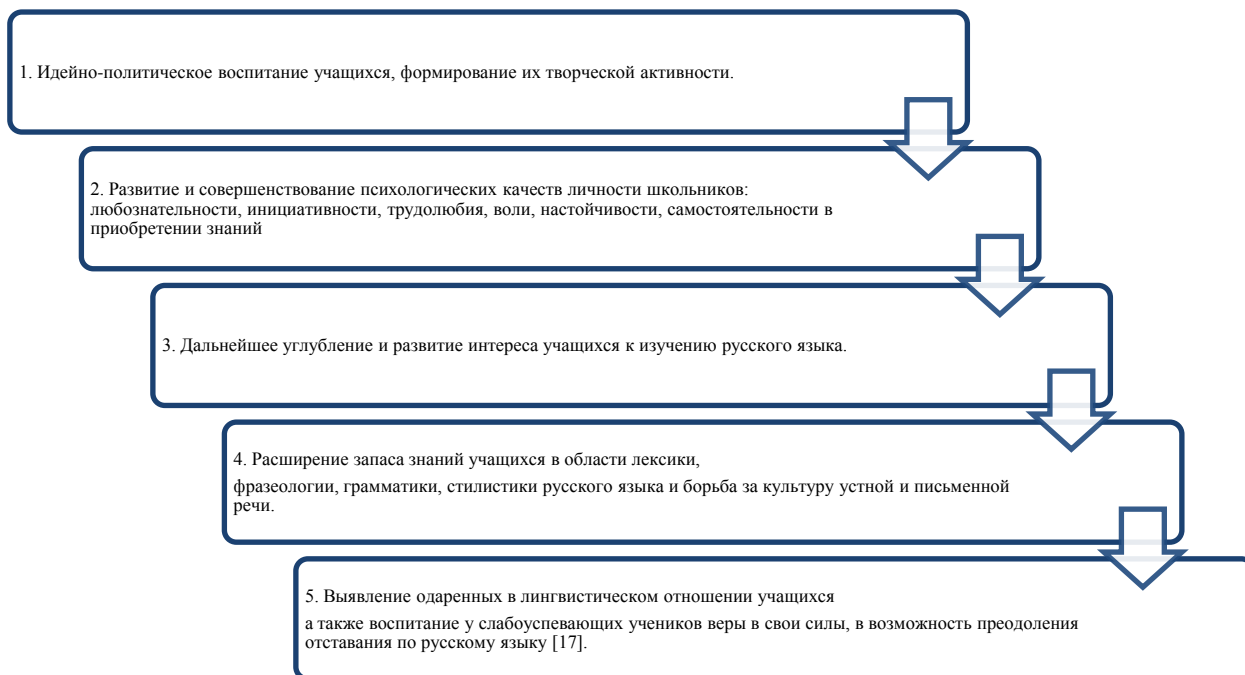 1. Идейно-политическое воспитание учащихся, формирование их творческой активности.
2. Развитие и совершенствование психологических качеств личности школьников:
любознательности, инициативности, трудолюбия, воли, настойчивости, самостоятельности в
приобретении знаний
3. Дальнейшее углубление и развитие интереса учащихся к изучению русского языка.
4. Расширение запаса знаний учащихся в области лексики,
фразеологии, грамматики, стилистики русского языка и борьба за культуру устной и письменной
речи.
5. Выявление одаренных в лингвистическом отношении учащихся
а также воспитание у слабоуспевающих учеников веры в свои силы, в возможность преодоления
отставания по русскому языку [17].